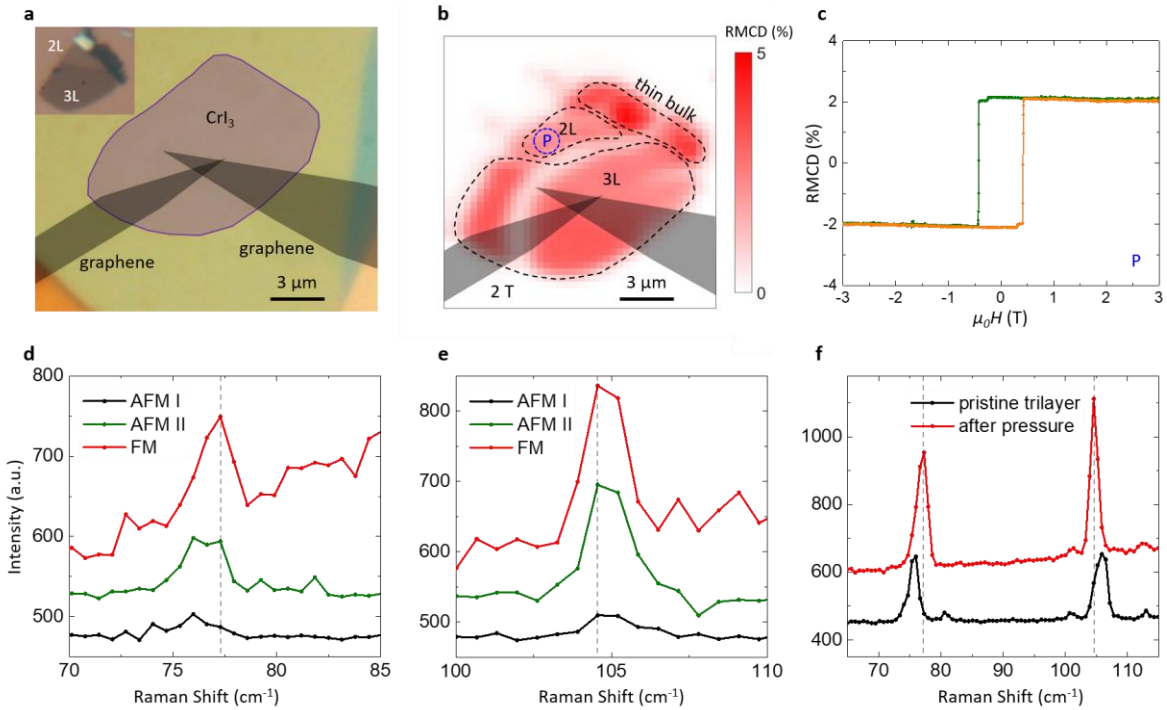 a
2L
3L
CrI₃
graphene
graphene
3 μm
b
RMCD (%)
5
0
thin bulk
2L
P
3L
2 T
3 μm
c
4
2
0
-2
-4
RMCD (%)
-3 -2 -1 0 1 2 3
μ₀H (T)
P
d
800
700
600
500
Intensity (a.u.)
AFM I
AFM II
FM
70 75 80 85
Raman Shift (cm⁻¹)
e
800
700
600
500
AFM I
AFM II
FM
100 105 110
Raman Shift (cm⁻¹)
f
1000
800
600
400
pristine trilayer
after pressure
70 80 90 100 110
Raman Shift (cm⁻¹)